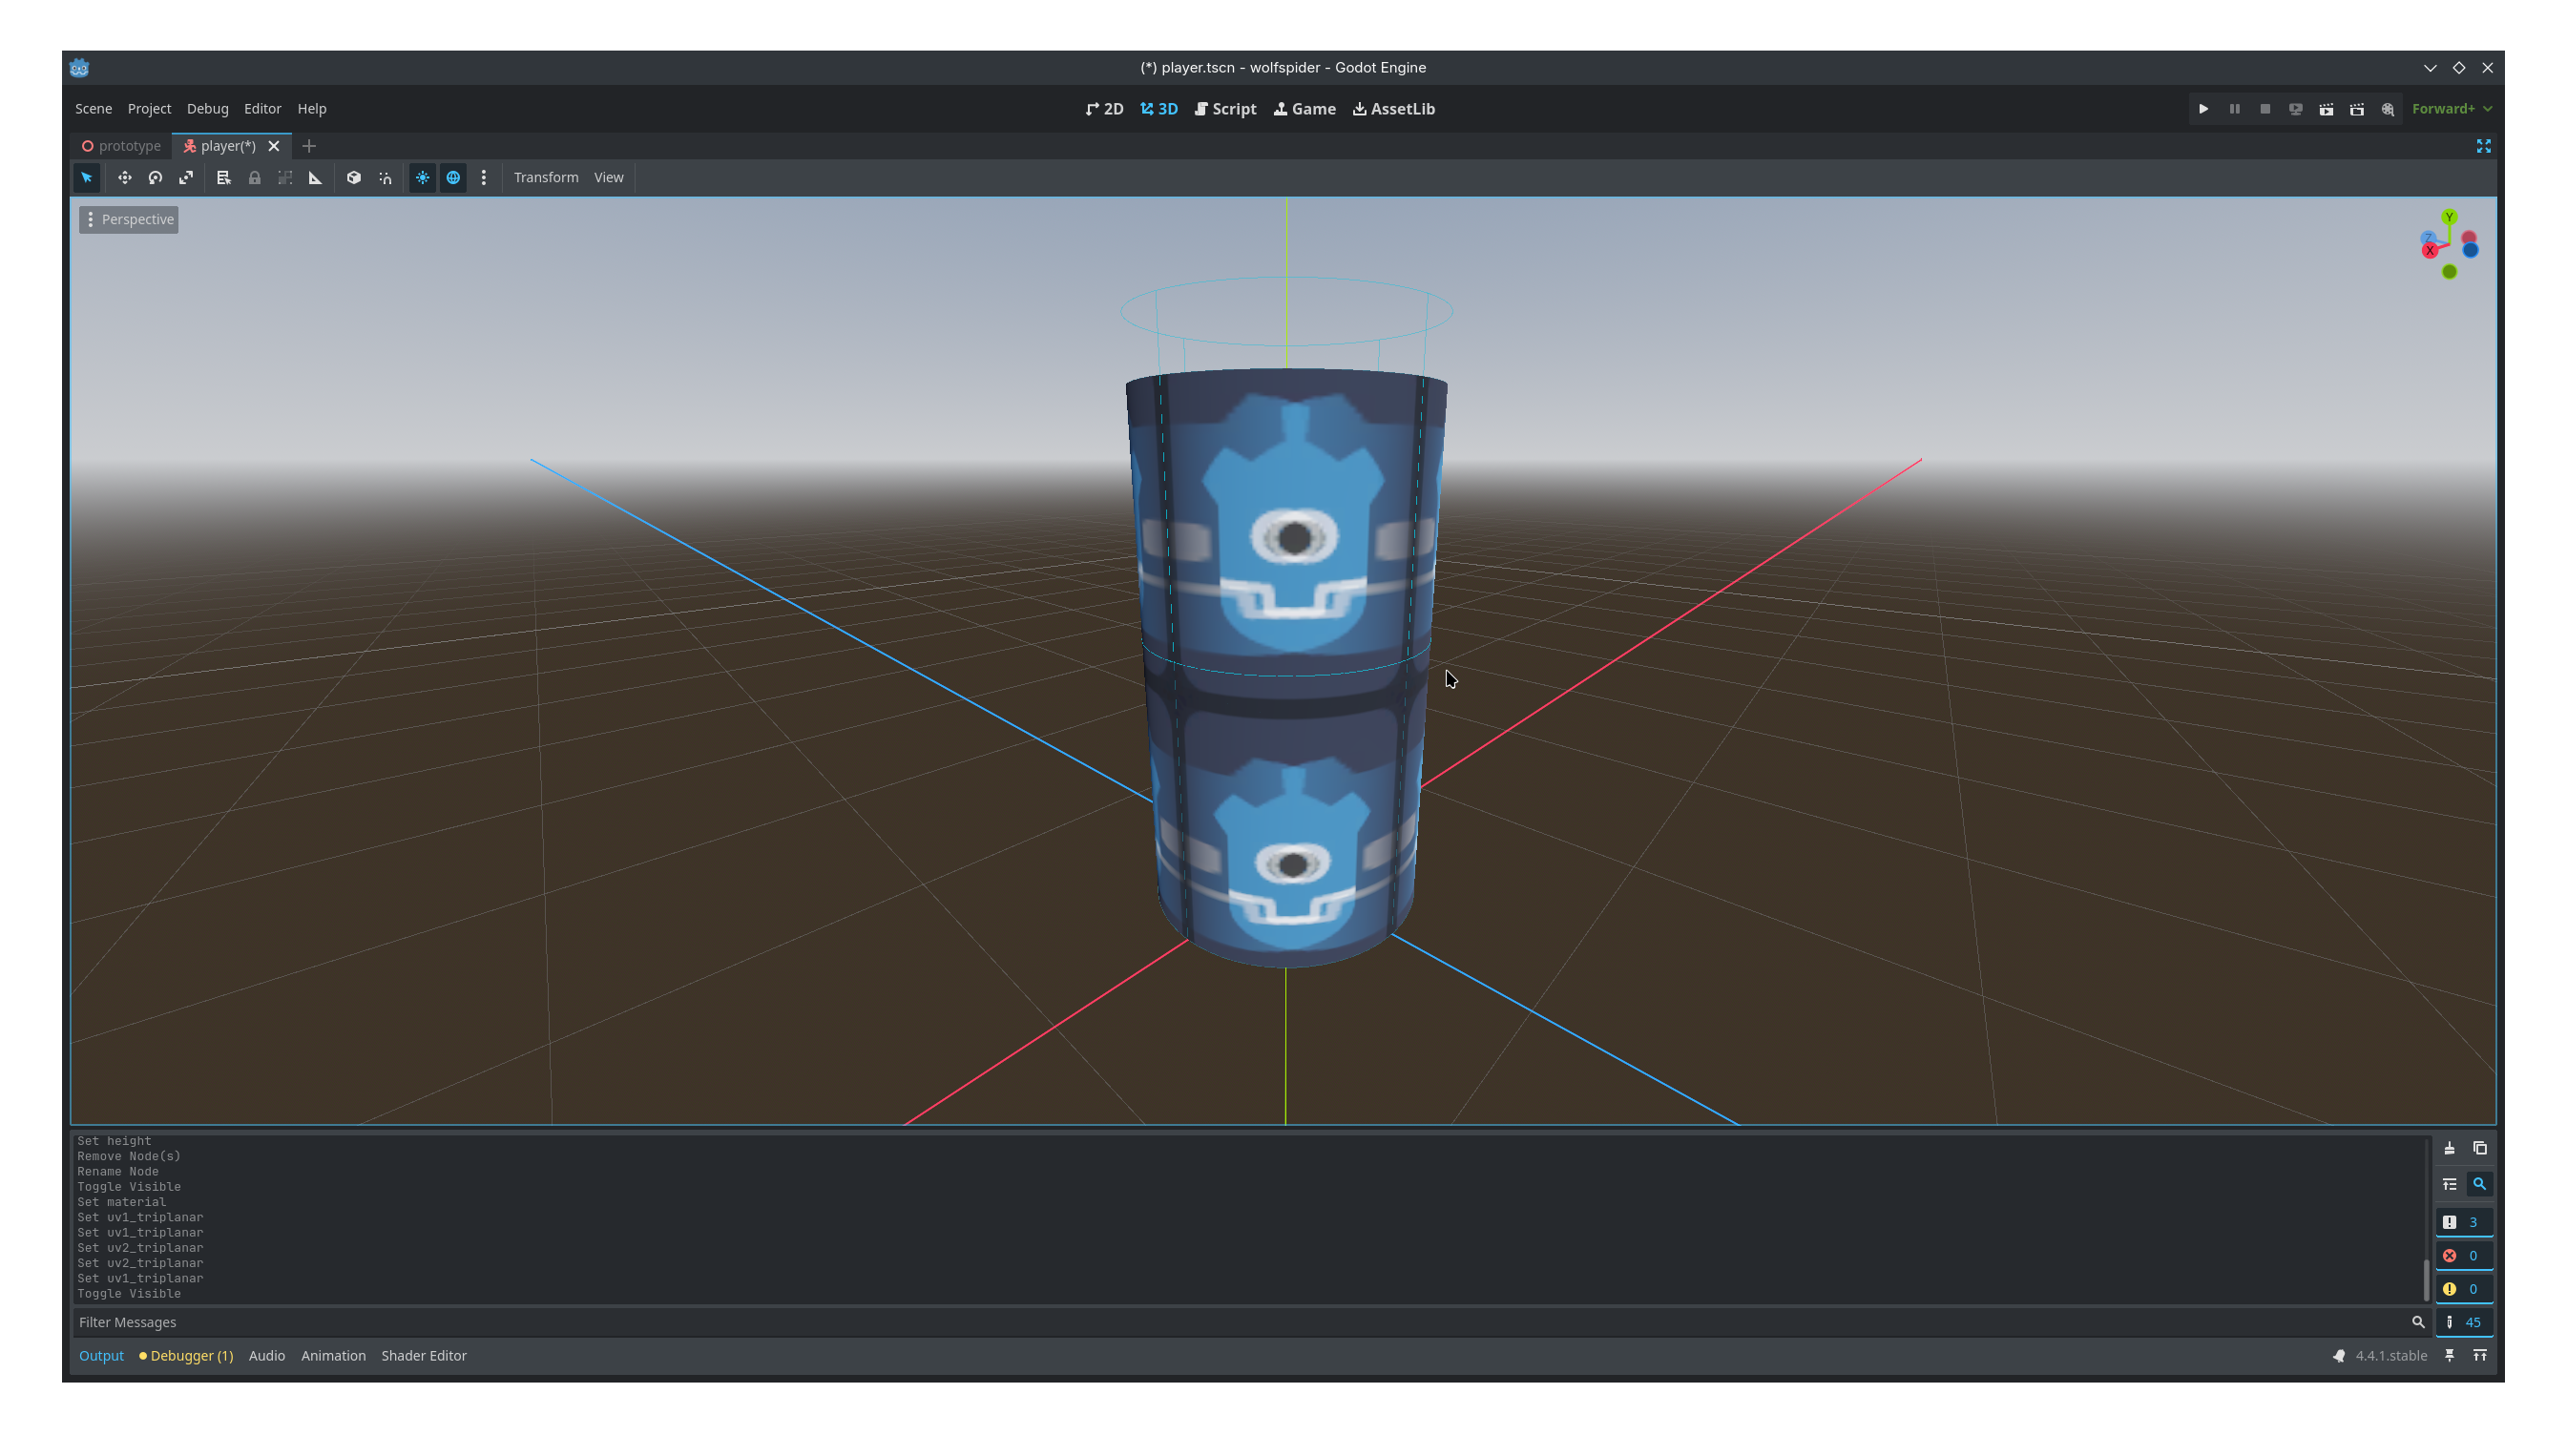 (*) player.tscn - wolfspider - Godot Engine
Scene Project Debug Editor Help
2D 3D Script Game AssetLib
Forward+
prototype player(*)
Transform View
Perspective
Y
Z
X
Set height
Remove Node(s)
Rename Node
Toggle Visible
Set material
Set uv1_triplanar
Set uv1_triplanar
Set uv2_triplanar
Set uv2_triplanar
Set uv1_triplanar
Toggle Visible
3
0
0
Filter Messages
45
Output Debugger (1) Audio Animation Shader Editor
4.4.1.stable